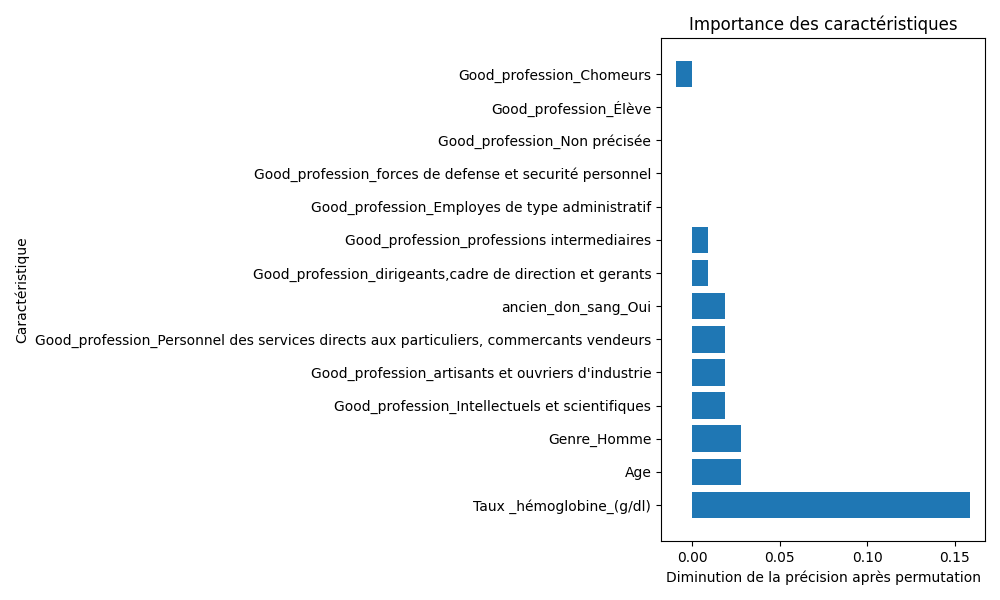 Importance des caractéristiques
Caractéristique
Good_profession_Chomeurs
Good_profession_Élève
Good_profession_Non précisée
Good_profession_forces de defense et securité personnel
Good_profession_Employes de type administratif
Good_profession_professions intermediaires
Good_profession_dirigeants,cadre de direction et gerants
ancien_don_sang_Oui
Good_profession_Personnel des services directs aux particuliers, commercants vendeurs
Good_profession_artisants et ouvriers d'industrie
Good_profession_Intellectuels et scientifiques
Genre_Homme
Age
Taux _hémoglobine_(g/dl)
0.00 0.05 0.10 0.15
Diminution de la précision après permutation